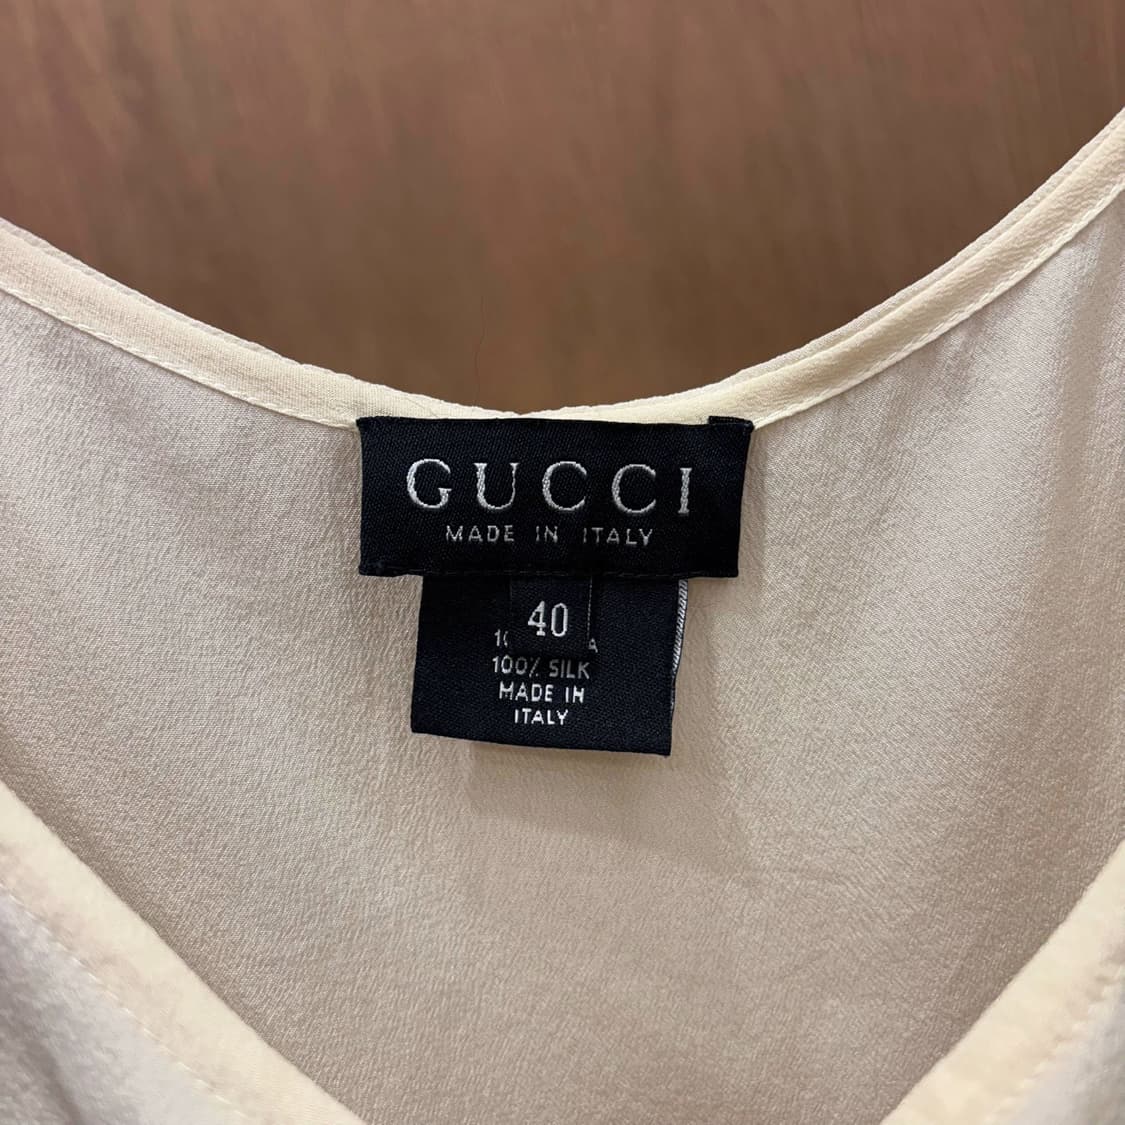 GUCCI
MADE IN ITALY
40
100% SILK
MADE IN
ITALY